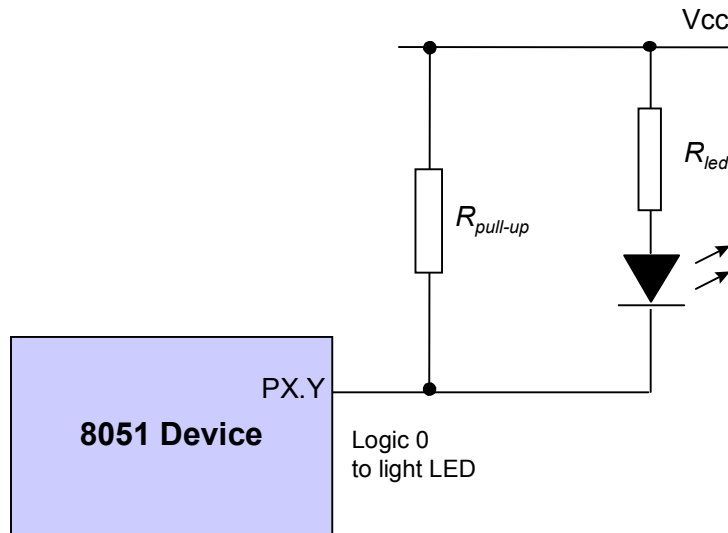 Vcc
R_led
R_pull-up
PX.Y
8051 Device
Logic 0
to light LED